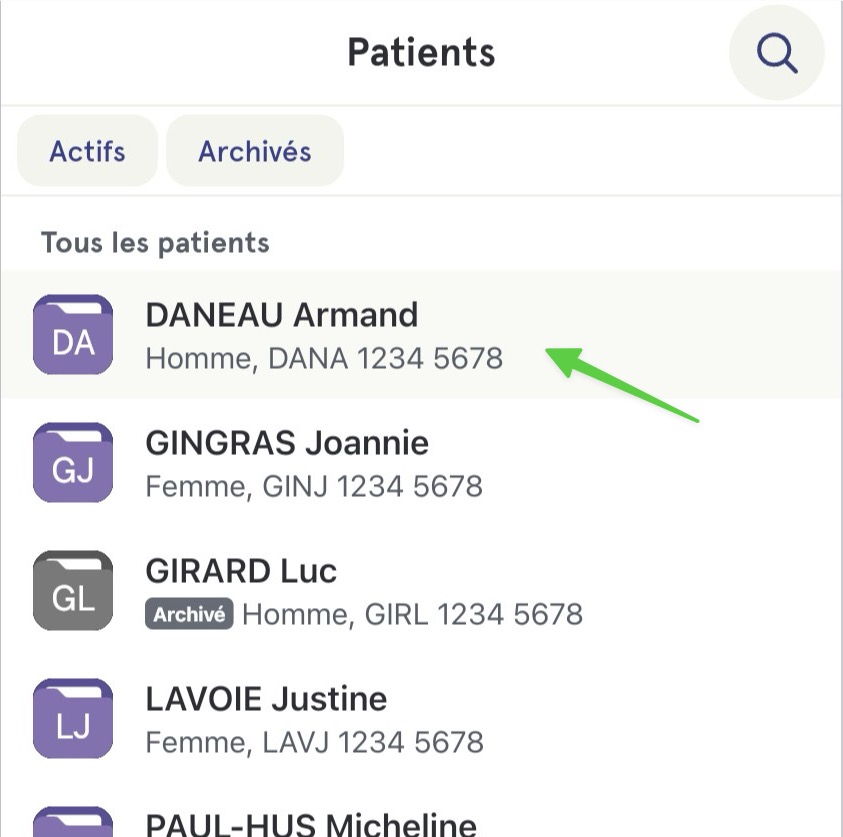 Patients
Actifs
Archivés
Tous les patients
DA
DANEAU Armand
Homme, DANA 1234 5678
GJ
GINGRAS Joannie
Femme, GINJ 1234 5678
GL
GIRARD Luc
Archivé Homme, GIRL 1234 5678
LJ
LAVOIE Justine
Femme, LAVJ 1234 5678
PAUL-HUS Micheline